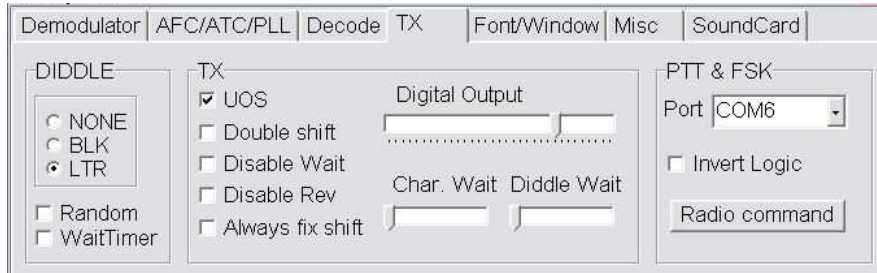 Demodulator AFC/ATC/PLL Decode TX Font/Window Misc SoundCard
DIDDLE
NONE
BLK
LTR
Random
WaitTimer
TX
UOS
Double shift
Disable Wait
Disable Rev
Always fix shift
Digital Output
Char. Wait Diddle Wait
PTT & FSK
Port COM6
Invert Logic
Radio command